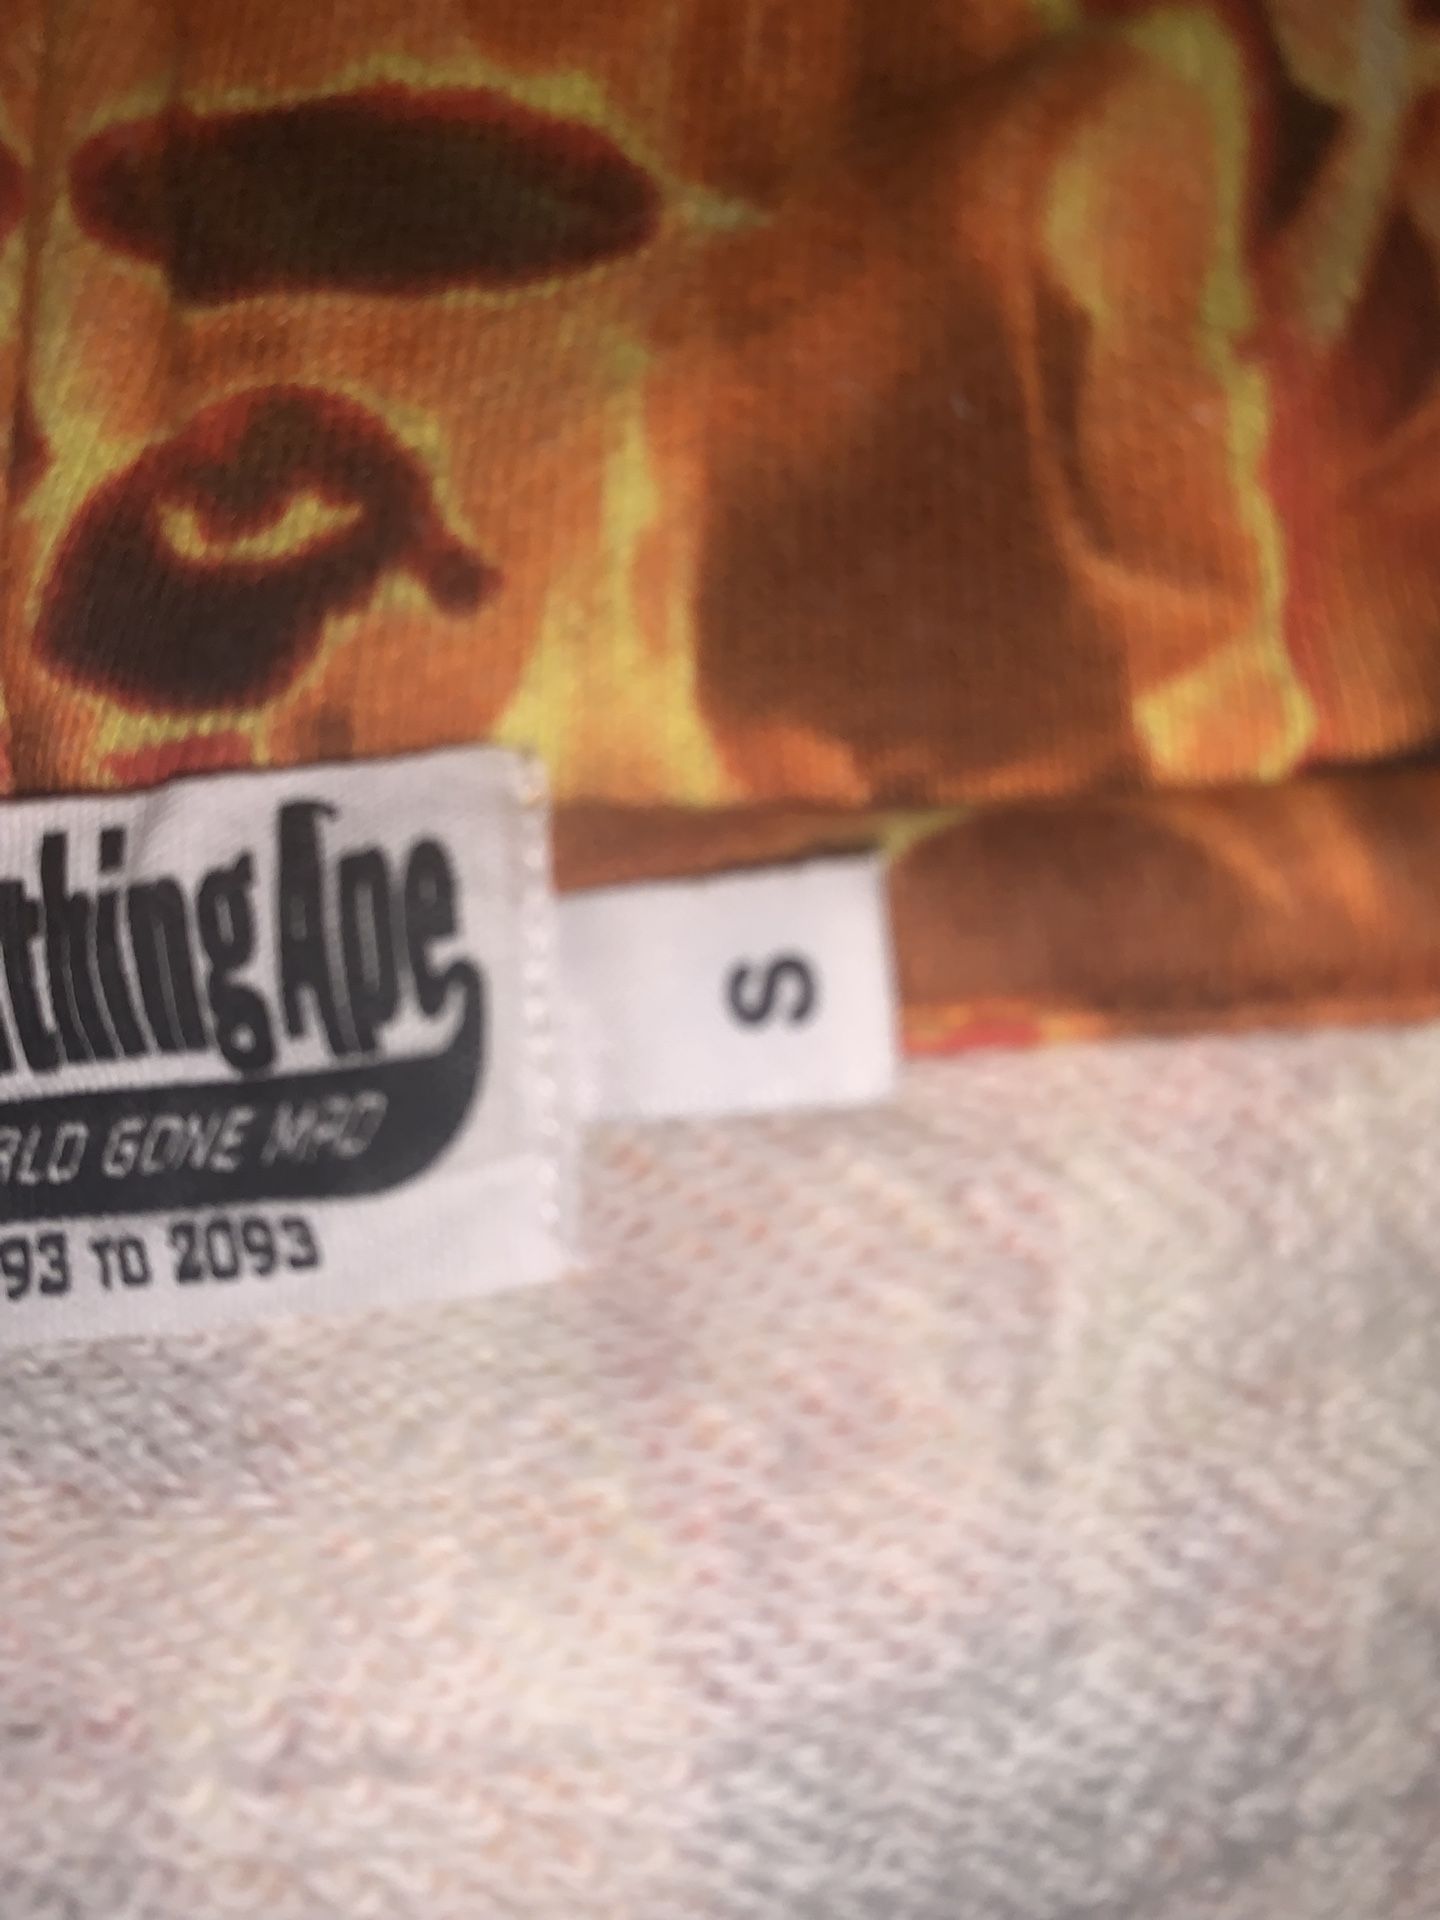 thing Ape
RLD GONE MAD
93 TO 2093
S